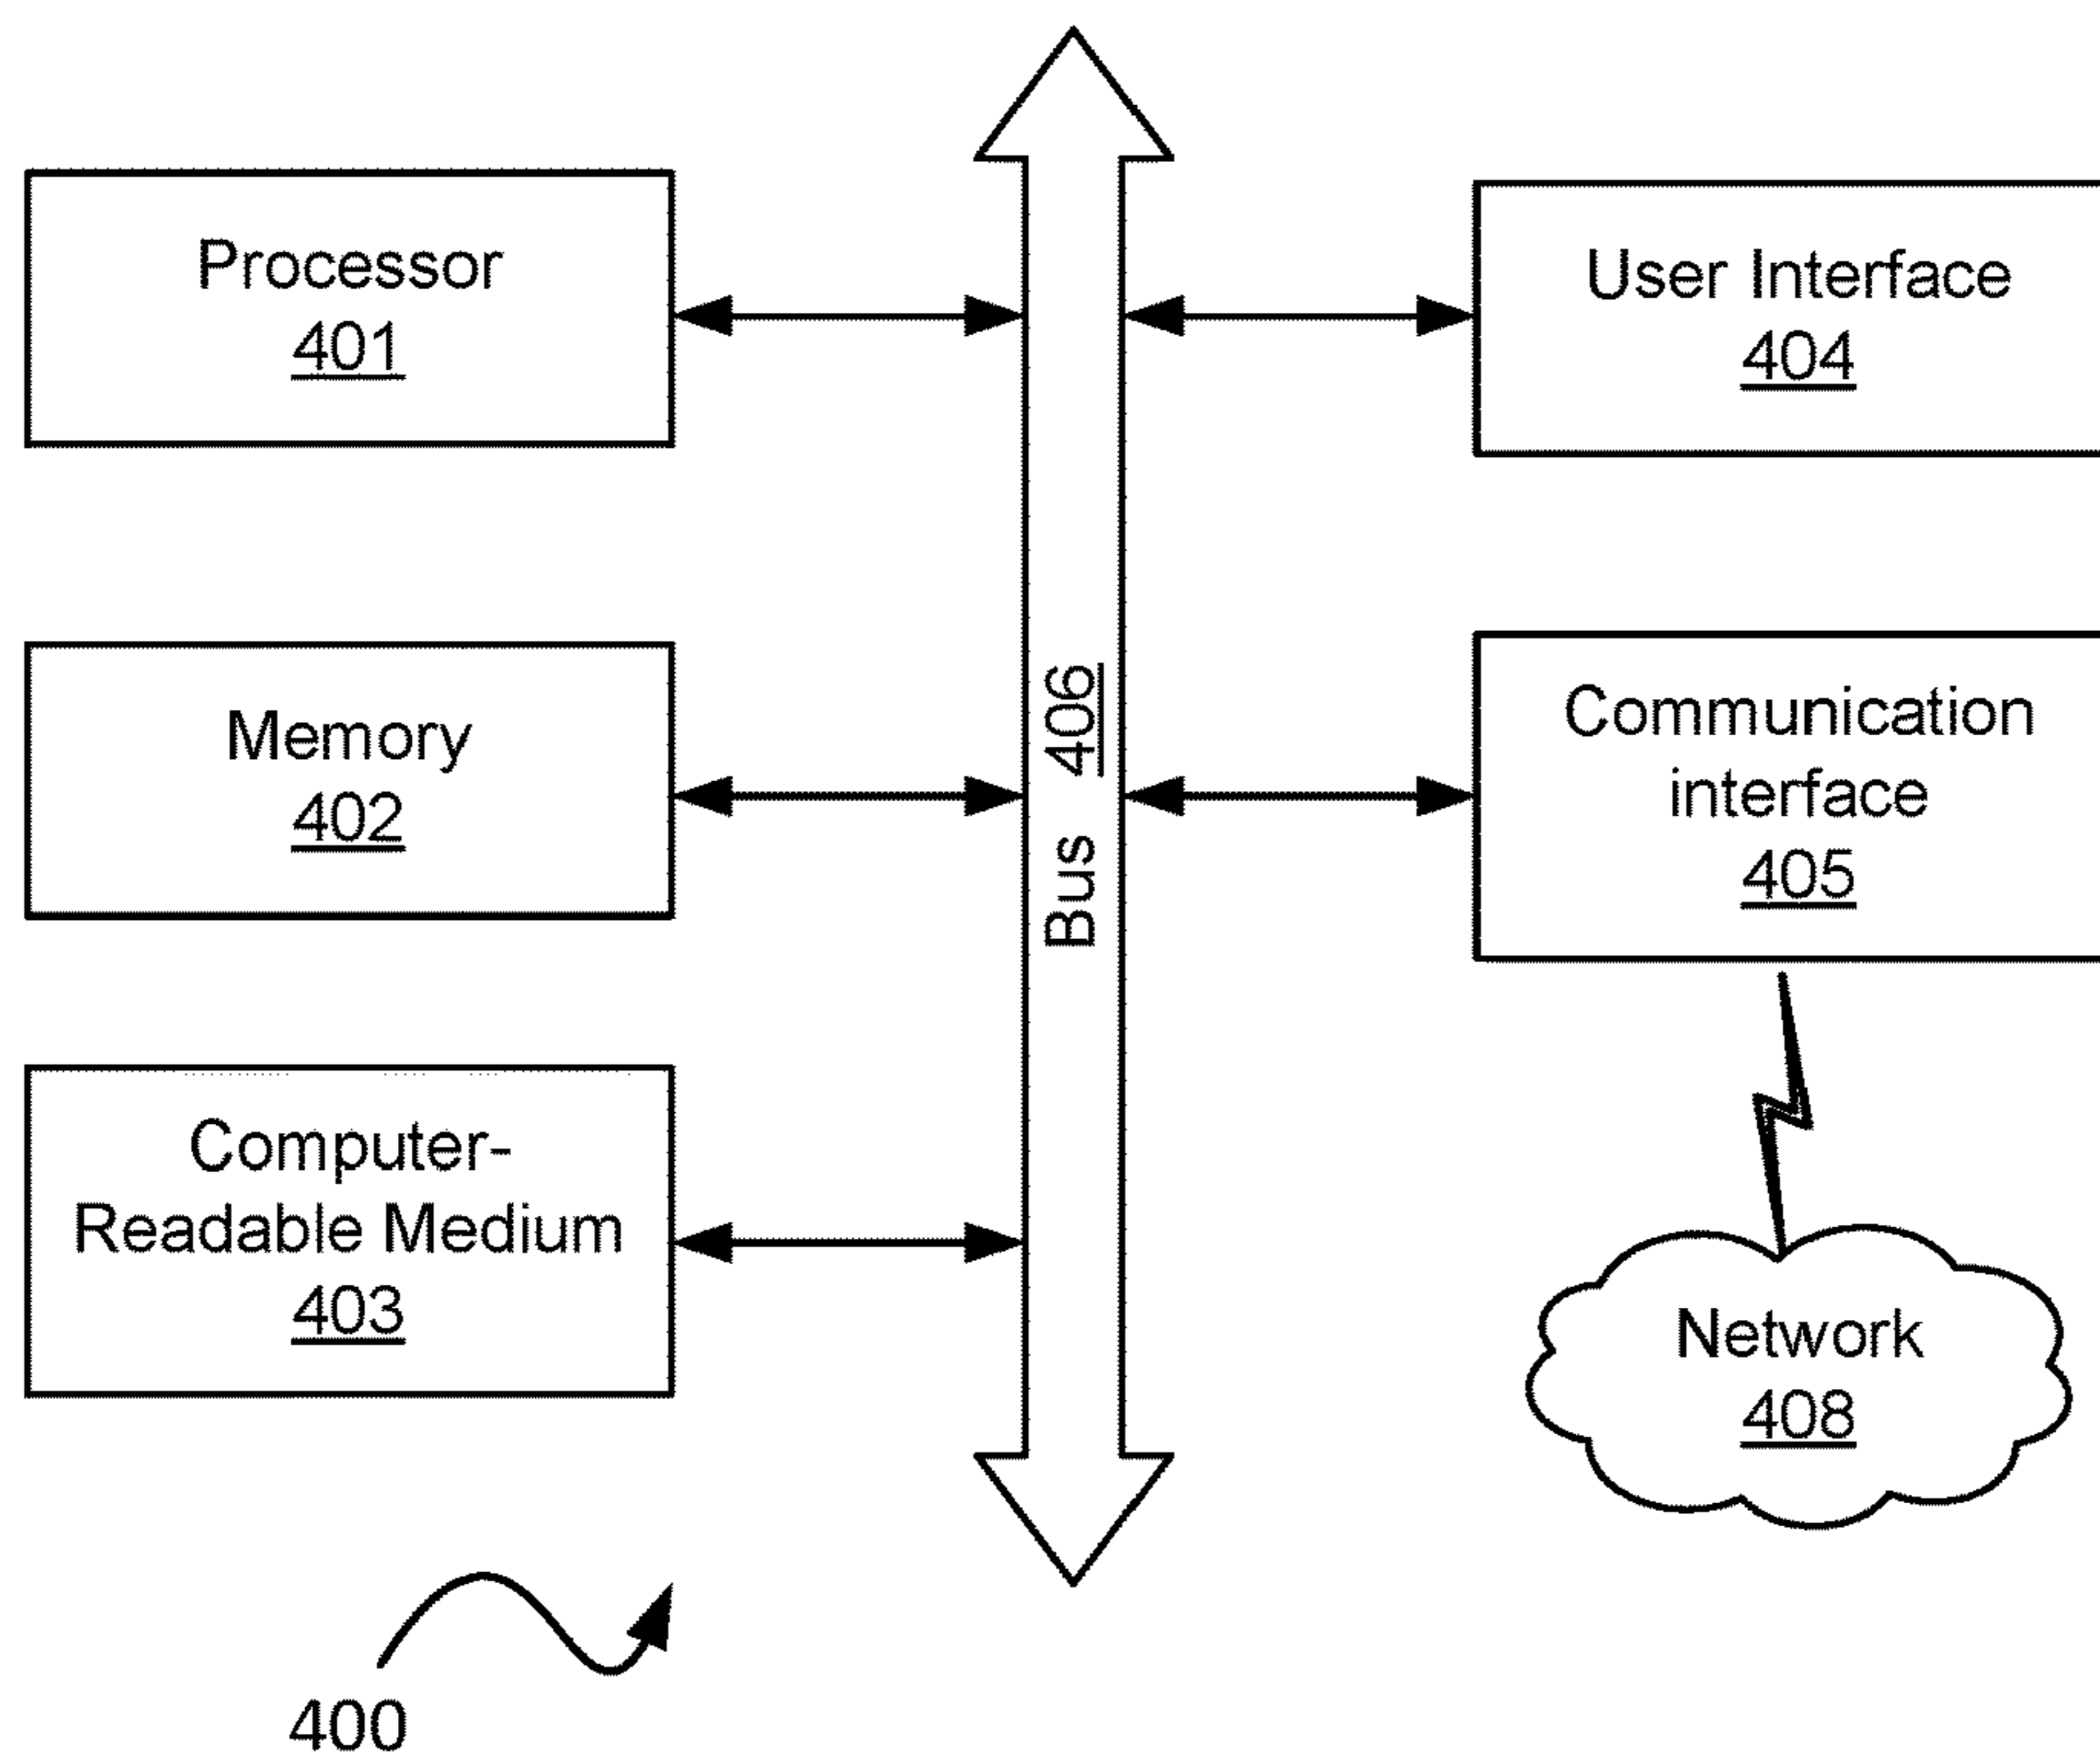 Processor
401
User Interface
404
Memory
402
Bus 406
Communication
interface
405
Computer-
Readable Medium
403
Network
408
400